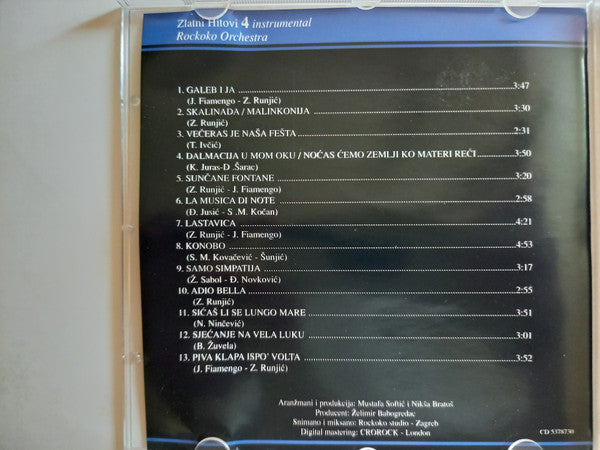 Zlatni Hitovi 4 instrumental
Rockoko Orchestra
1. GALEB I JA 3:47
(J. Fiamengo - Z. Runjić)
2. SKALINADA / MALINKONIJA 3:30
(Z. Runjić)
3. VEČERAS JE NAŠA FEŠTA 2:31
(T. Ivčić)
4. DALMACIJA U MOM OKU / NOĆAS ĆEMO ZEMLJI KO MATERI REĆI 3:50
(K. Juras-D .Šarac)
5. SUNČANE FONTANE 3:20
(Z. Runjić - J. Fiamengo)
6. LA MUSICA DI NOTE 2:58
(Đ. Jusić - S .M. Kočan)
7. LASTAVICA 4:21
(Z. Runjić - J. Fiamengo)
8. KONOBO 4:53
(S. M. Kovačević - Šunjić)
9. SAMO SIMPATIJA 3:17
(Ž. Sabol - Đ. Novković)
10. ADIO BELLA 2:55
(Z. Runjić)
11. SIĆAŠ LI SE LUNGO MARE 3:51
(N. Ninčević)
12. SJEĆANJE NA VELA LUKU 3:01
(B. Žuvela)
13. PIVA KLAPA ISPO' VOLTA 3:52
(J. Fiamengo - Z. Runjić)
Aranžmani i produkcija: Mustafa Softić i Nikša Bratoš
Producent: Želimir Babogredac
Snimano i miksano: Rockoko studio - Zagreb
Digital mastering: CROROCK - London
CD 5378730